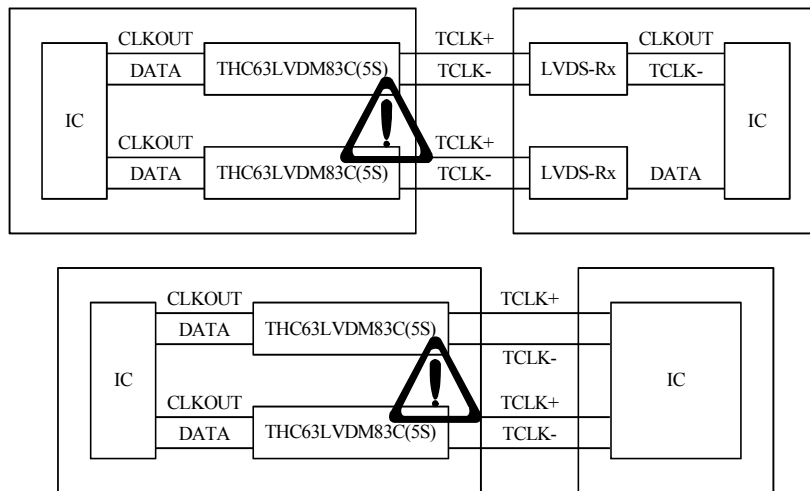 CLKOUT TCLK+ CLKOUT
DATA THC63LVDM83C(5S) TCLK- LVDS-Rx TCLK-
IC IC
CLKOUT TCLK+
DATA THC63LVDM83C(5S) TCLK- LVDS-Rx DATA
CLKOUT TCLK+
DATA THC63LVDM83C(5S)
TCLK-
IC IC
CLKOUT TCLK+
DATA THC63LVDM83C(5S) TCLK-